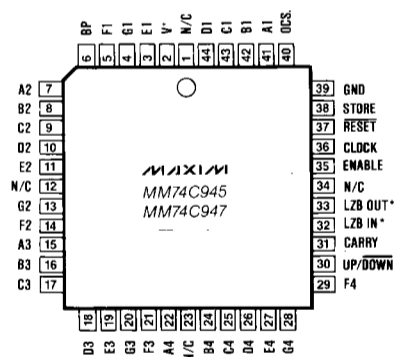 BP F1 G1 E1 V+ N/C D1 C1 B1 A1 OCS.
6 5 4 3 2 1 44 43 42 41 40
A2 7
B2 8
C2 9
D2 10
E2 11
N/C 12
G2 13
F2 14
A3 15
B3 16
C3 17
MAXIM
MM74C945
MM74C947
39 GND
38 STORE
37 RESET
36 CLOCK
35 ENABLE
34 N/C
33 LZB OUT*
32 LZB IN*
31 CARRY
30 UP/DOWN
29 F4
18 19 20 21 22 23 24 25 26 27 28
D3 E3 G3 F3 A4 N/C B4 C4 D4 E4 G4